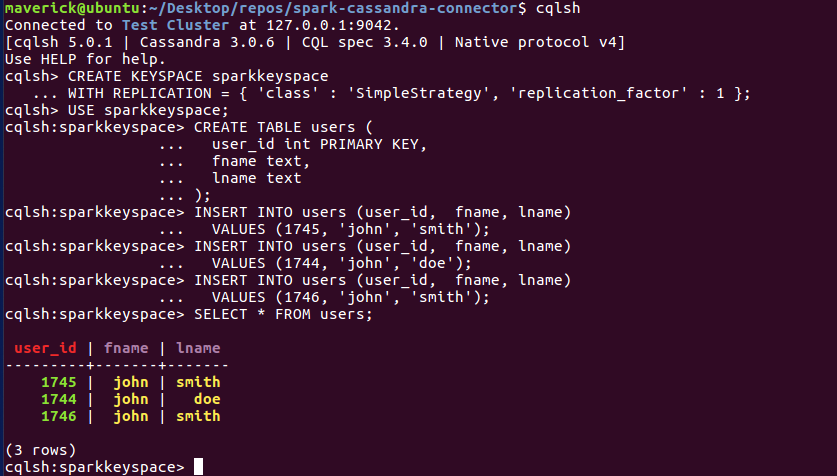 maverick@ubuntu:~/Desktop/repos/spark-cassandra-connector$ cqlsh
Connected to Test Cluster at 127.0.0.1:9042.
[cqlsh 5.0.1 | Cassandra 3.0.6 | CQL spec 3.4.0 | Native protocol v4]
Use HELP for help.
cqlsh> CREATE KEYSPACE sparkkeyspace
   ... WITH REPLICATION = { 'class' : 'SimpleStrategy', 'replication_factor' : 1 };
cqlsh> USE sparkkeyspace;
cqlsh:sparkkeyspace> CREATE TABLE users (
                 ...   user_id int PRIMARY KEY,
                 ...   fname text,
                 ...   lname text
                 ... );
cqlsh:sparkkeyspace> INSERT INTO users (user_id,  fname, lname)
                 ...   VALUES (1745, 'john', 'smith');
cqlsh:sparkkeyspace> INSERT INTO users (user_id,  fname, lname)
                 ...   VALUES (1744, 'john', 'doe');
cqlsh:sparkkeyspace> INSERT INTO users (user_id,  fname, lname)
                 ...   VALUES (1746, 'john', 'smith');
cqlsh:sparkkeyspace> SELECT * FROM users;

 user_id | fname | lname
---------+-------+-------
    1745 |  john | smith
    1744 |  john |   doe
    1746 |  john | smith

(3 rows)
cqlsh:sparkkeyspace>